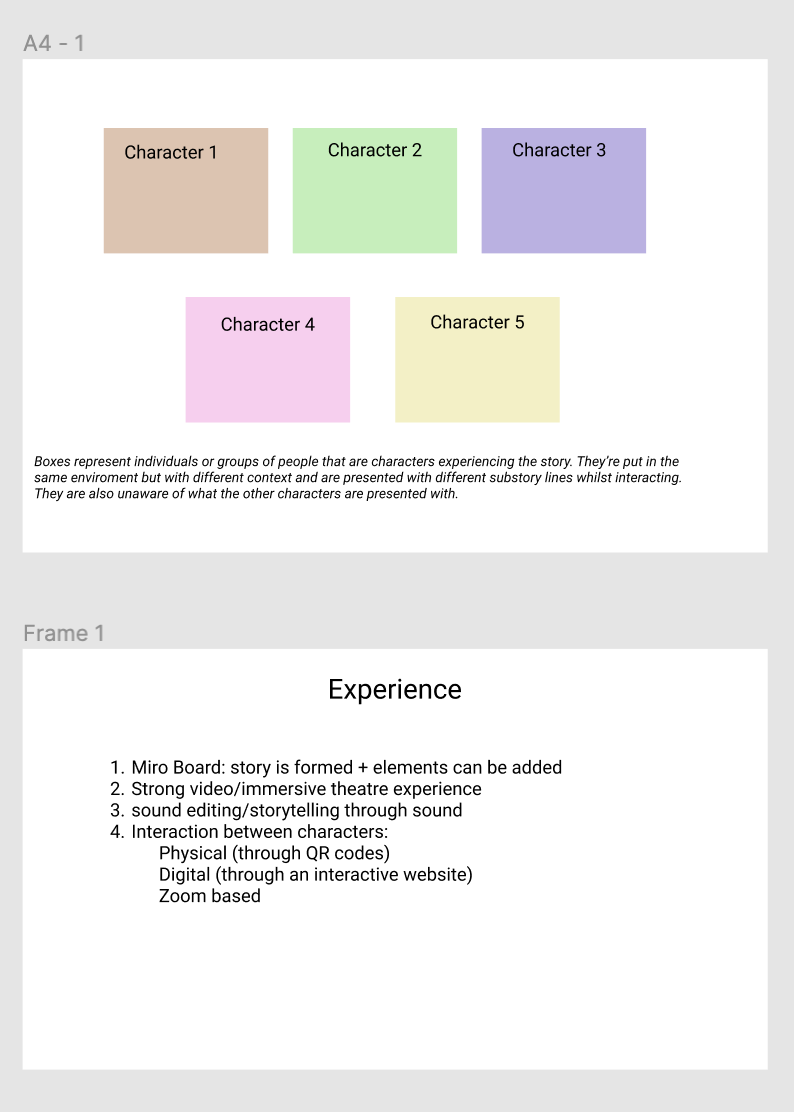 A4 - 1
Character 1
Character 2
Character 3
Character 4
Character 5
Boxes represent individuals or groups of people that are characters experiencing the story. They're put in the
same enviroment but with different context and are presented with different substory lines whilst interacting.
They are also unaware of what the other characters are presented with.
Frame 1
Experience
1. Miro Board: story is formed + elements can be added
2. Strong video/immersive theatre experience
3. sound editing/storytelling through sound
4. Interaction between characters:
Physical (through QR codes)
Digital (through an interactive website)
Zoom based